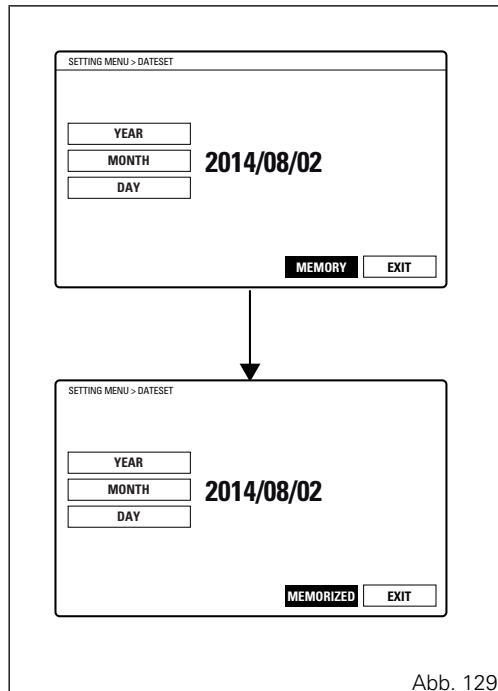 SETTING MENU > DATESET
YEAR
MONTH
2014/08/02
DAY
MEMORY
EXIT
SETTING MENU > DATESET
YEAR
MONTH
2014/08/02
DAY
MEMORIZED
EXIT
Abb. 129